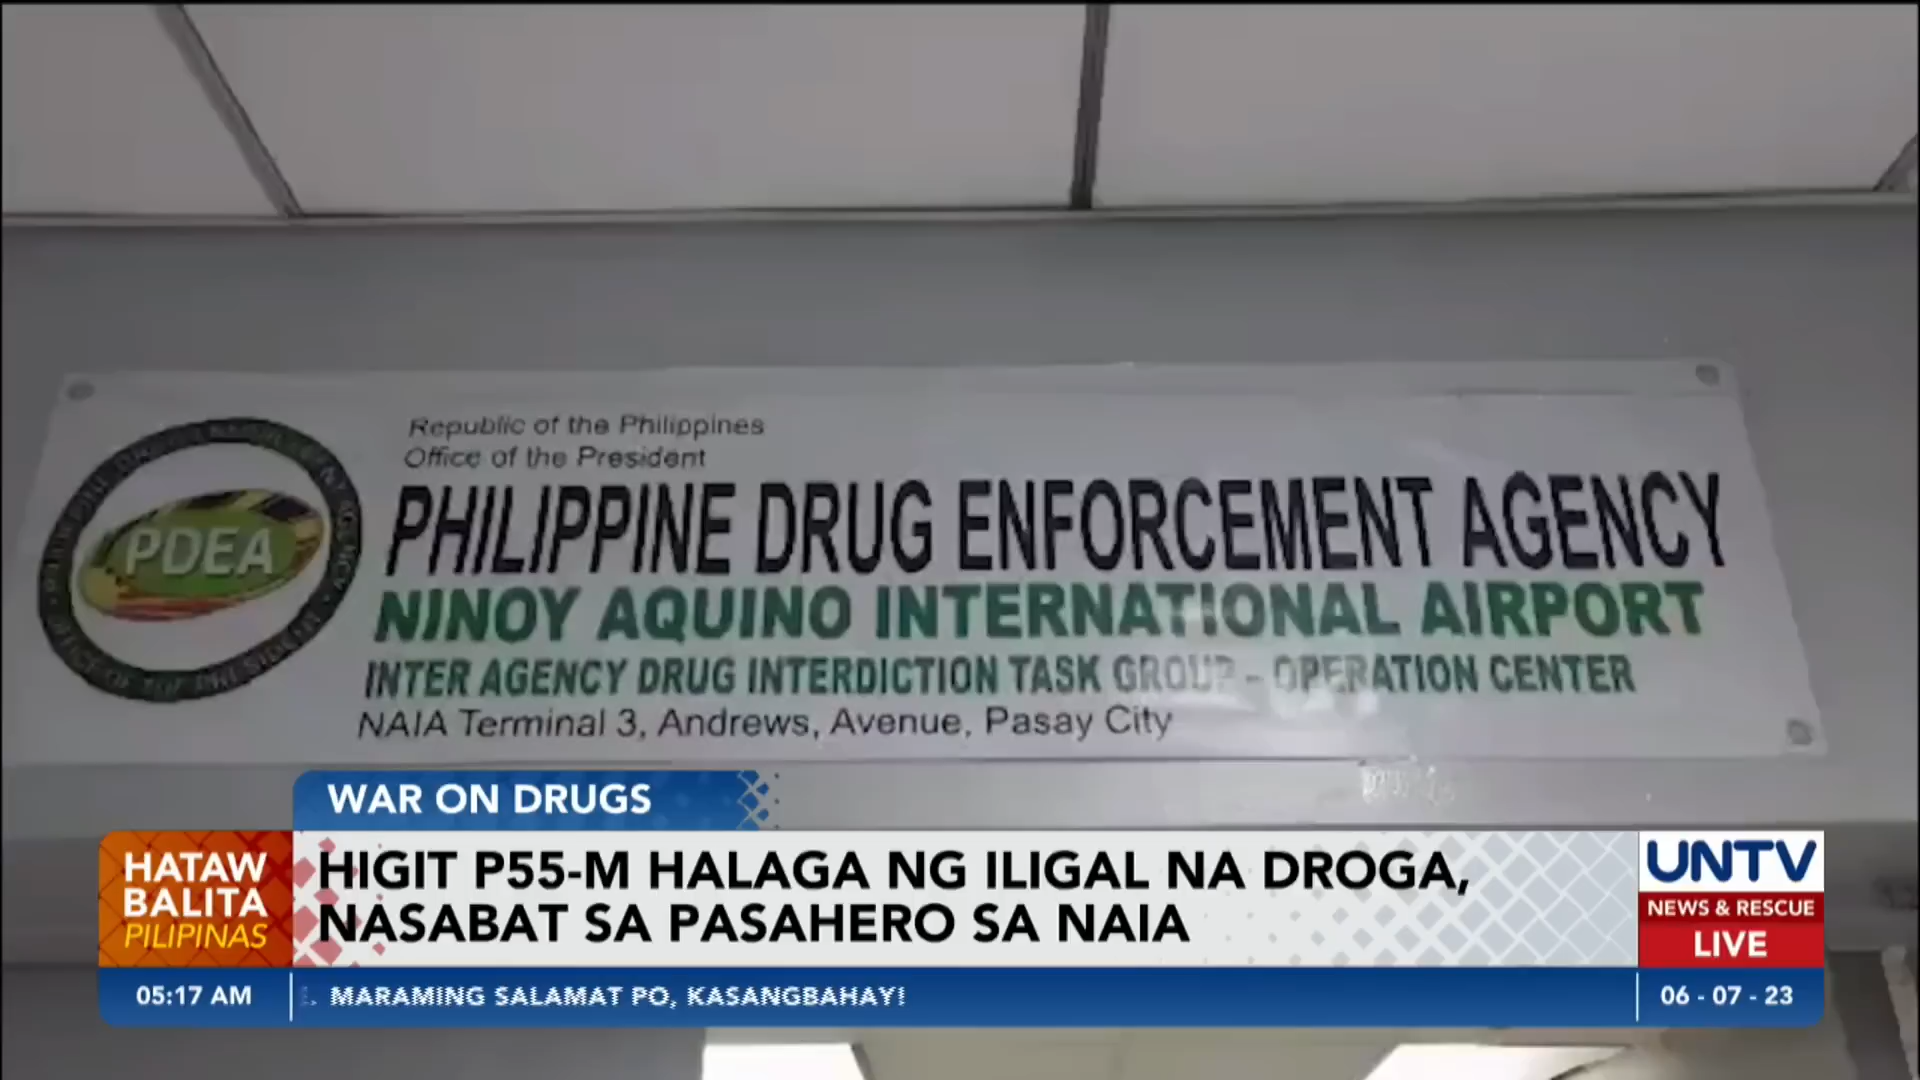 Republic of the Philippines
Office of the President
PDEA
PHILIPPINE DRUG ENFORCEMENT AGENCY
NINOY AQUINO INTERNATIONAL AIRPORT
INTER AGENCY DRUG INTERDICTION TASK GROUP - OPERATION CENTER
NAIA Terminal 3, Andrews, Avenue, Pasay City
WAR ON DRUGS
HATAW
BALITA
PILIPINAS
HIGIT P55-M HALAGA NG ILIGAL NA DROGA,
NASABAT SA PASAHERO SA NAIA
UNTV
NEWS & RESCUE
LIVE
05:17 AM
MARAMING SALAMAT PO, KASANGBAHAY!
06 - 07 - 23